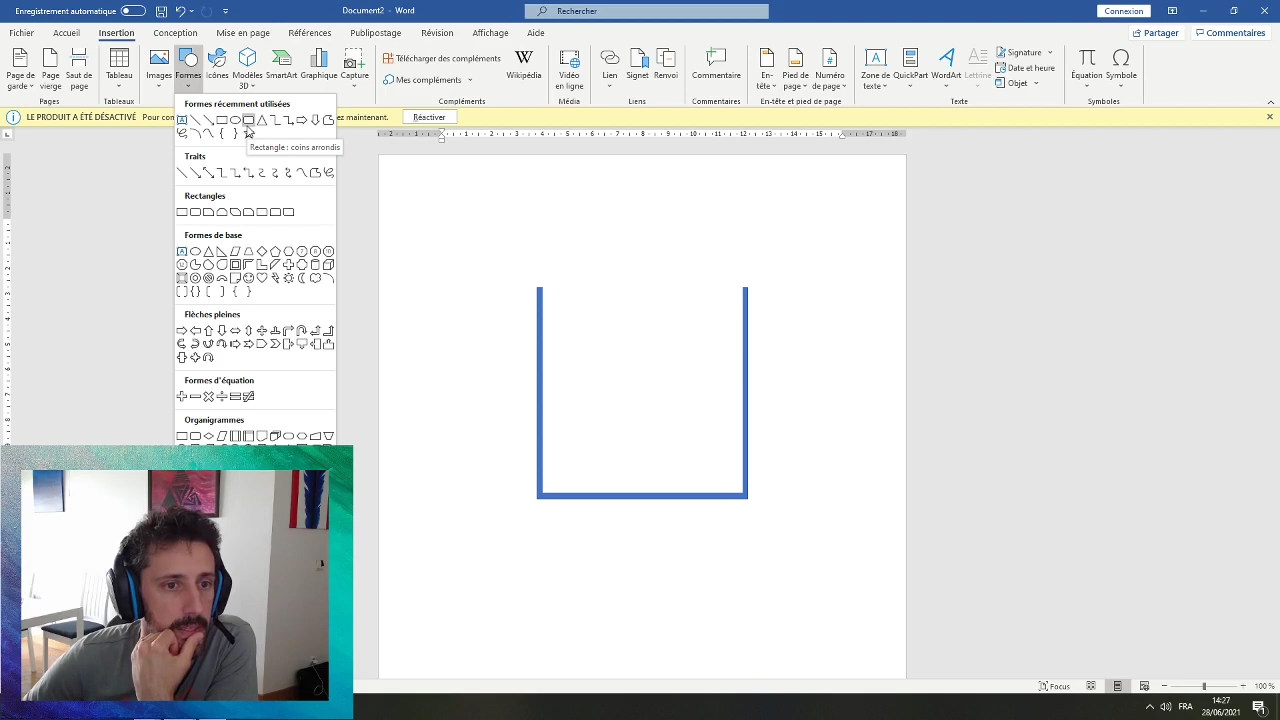 Enregistrement automatique
Document2 - Word
Rechercher
Connexion
Fichier Accueil Insertion Conception Mise en page Références Publipostage Révision Affichage Aide
Partager
Commentaires
Page de garde
Page vierge
Saut de page
Tableau
Images
Formes
Icônes
Modèles 3D
SmartArt
Graphique
Capture
Télécharger des compléments
Mes compléments
Wikipédia
Vidéo en ligne
Lien
Signet
Renvoi
Commentaire
En-tête
Pied de page
Numéro de page
Zone de texte
QuickPart
WordArt
Lettrine
Signature
Date et heure
Objet
Équation
Symbole
Pages
Tableaux
Compléments
Média
Liens
Commentaires
En-tête et pied de page
Texte
Symboles
LE PRODUIT A ÉTÉ DÉSACTIVÉ
ez maintenant.
Réactiver
Formes récemment utilisées
Rectangle : coins arrondis
Traits
Rectangles
Formes de base
Flèches pleines
Formes d'équation
Organigrammes
Focus
100 %
FR
14:27
28/06/2021